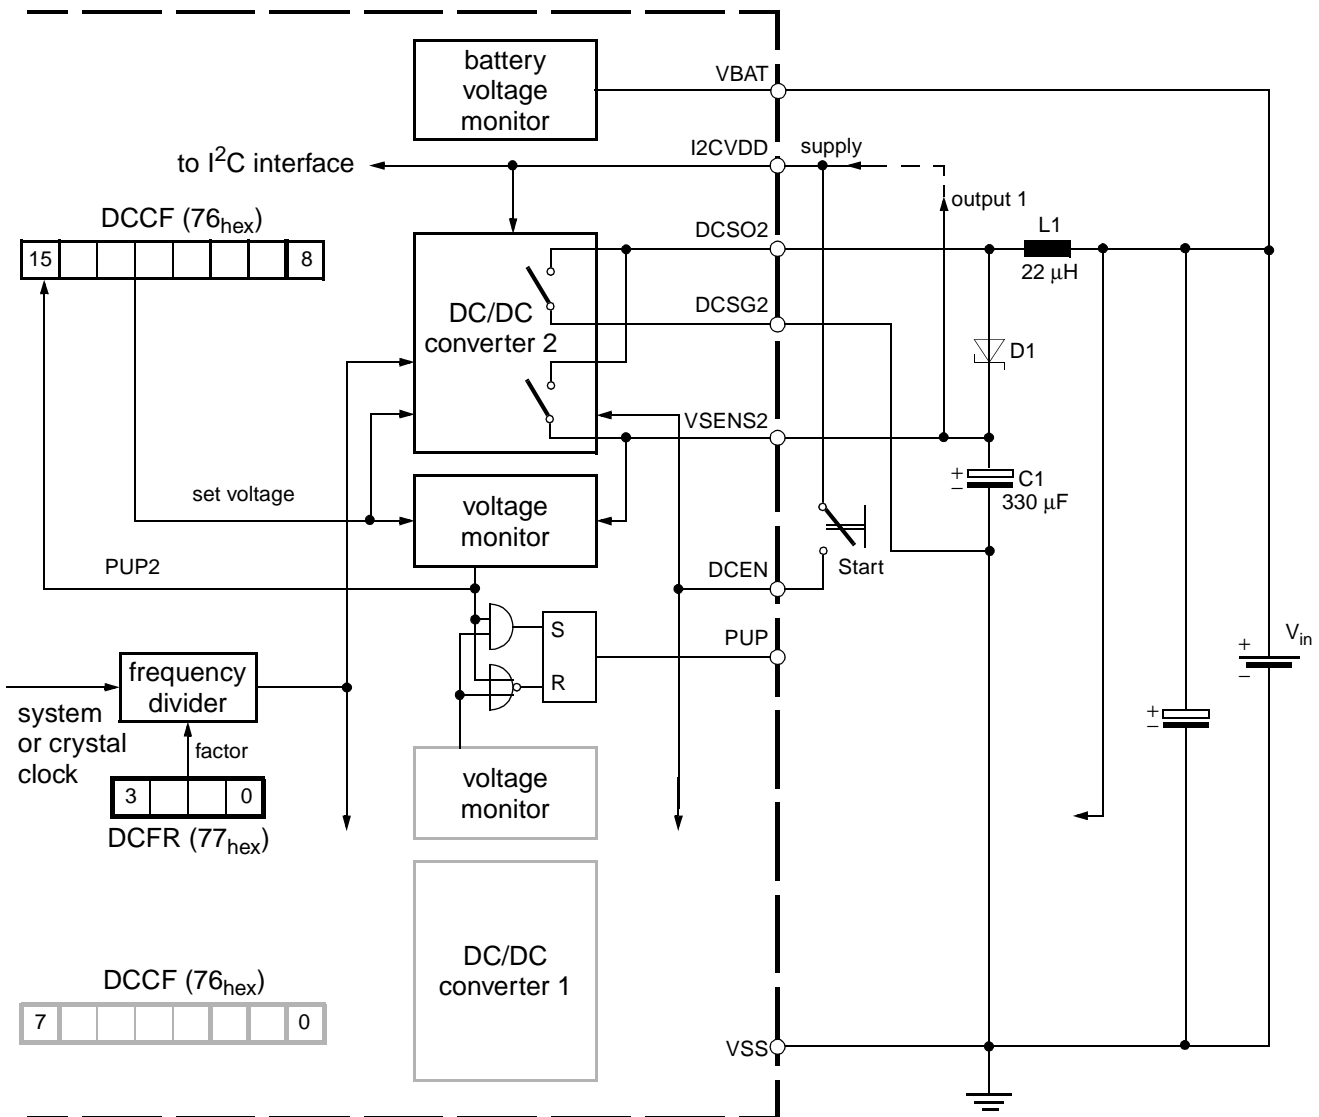 battery
voltage
monitor
VBAT
I2CVDD
supply
to I²C interface
output 1
DCCF (76hex)
15
8
DCSO2
L1
22 µH
DC/DC
converter 2
DCSG2
D1
VSENS2
+
−
C1
330 µF
set voltage
voltage
monitor
Start
PUP2
DCEN
S
R
PUP
Vin
+
−
frequency
divider
system
or crystal
clock
factor
+
−
3
0
DCFR (77hex)
voltage
monitor
DC/DC
converter 1
DCCF (76hex)
7
0
VSS